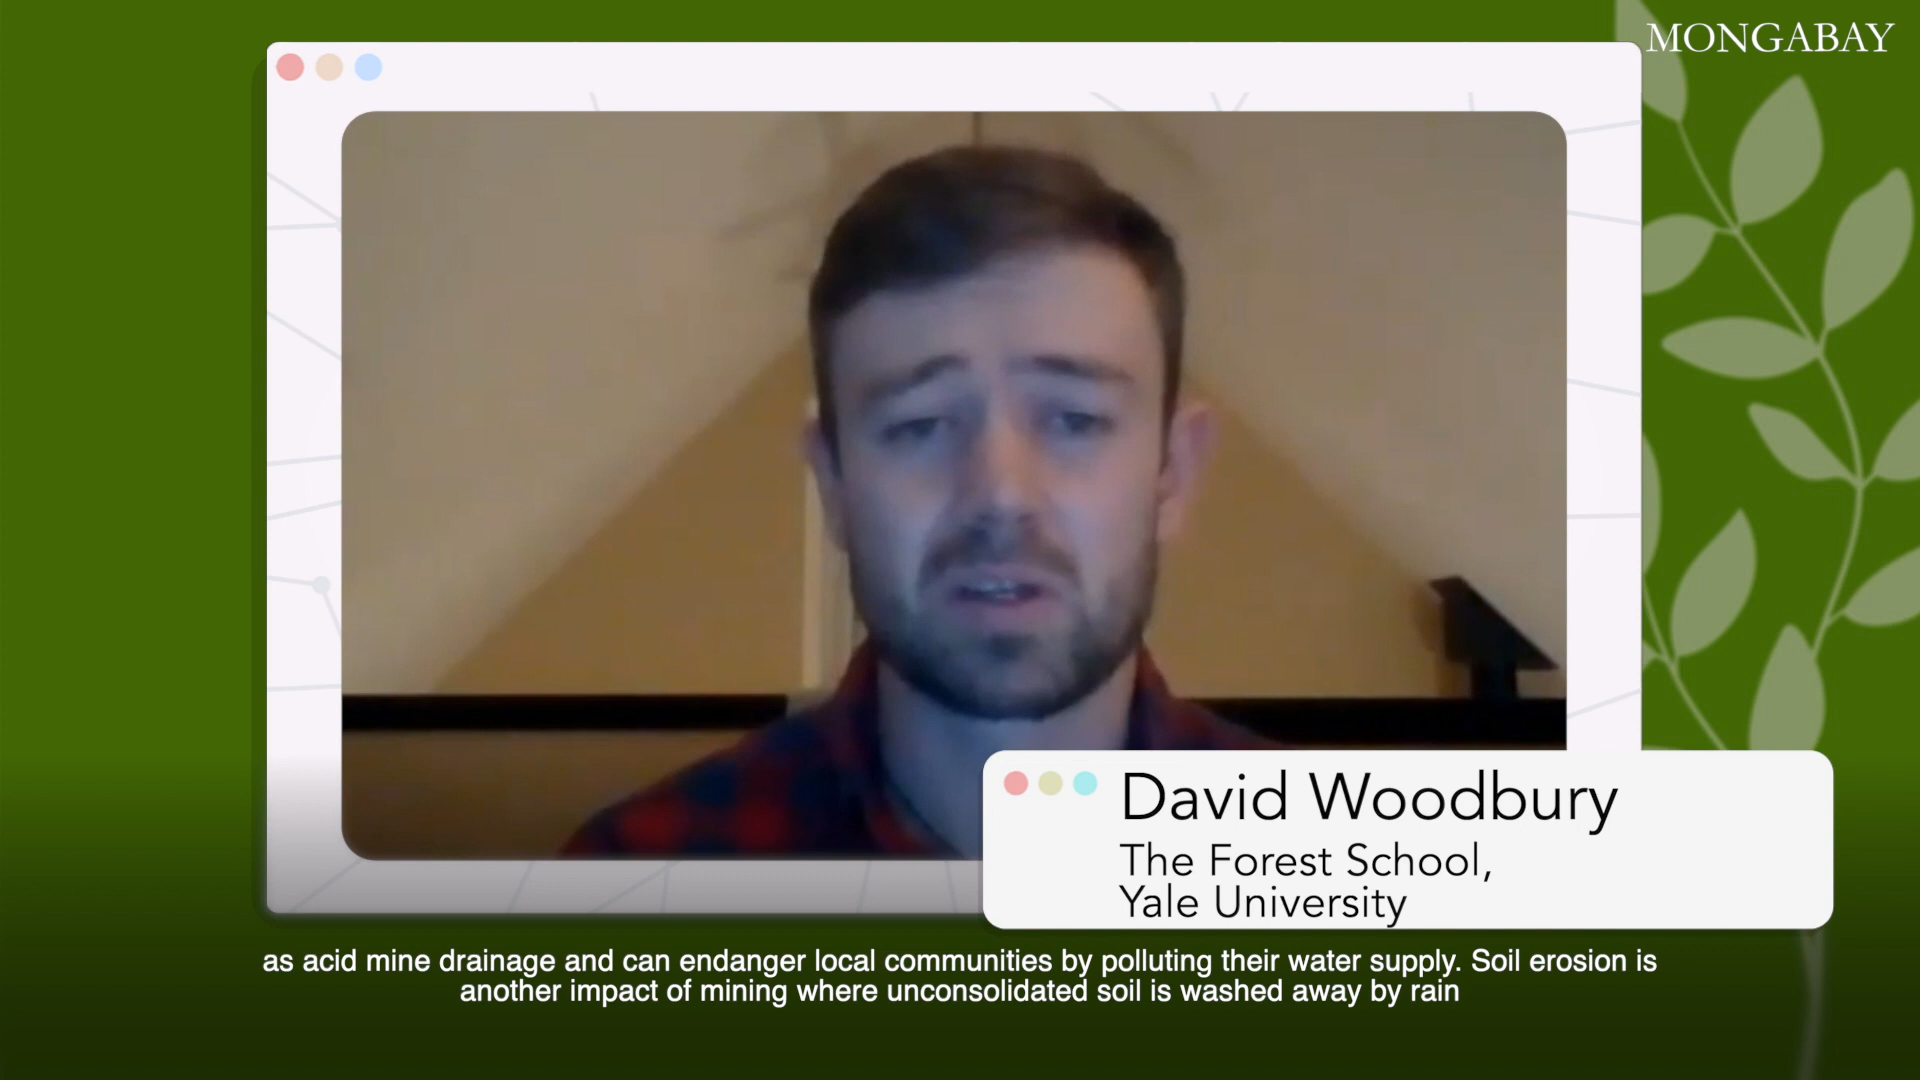 MONGABAY
David Woodbury
The Forest School,
Yale University
as acid mine drainage and can endanger local communities by polluting their water supply. Soil erosion is
another impact of mining where unconsolidated soil is washed away by rain